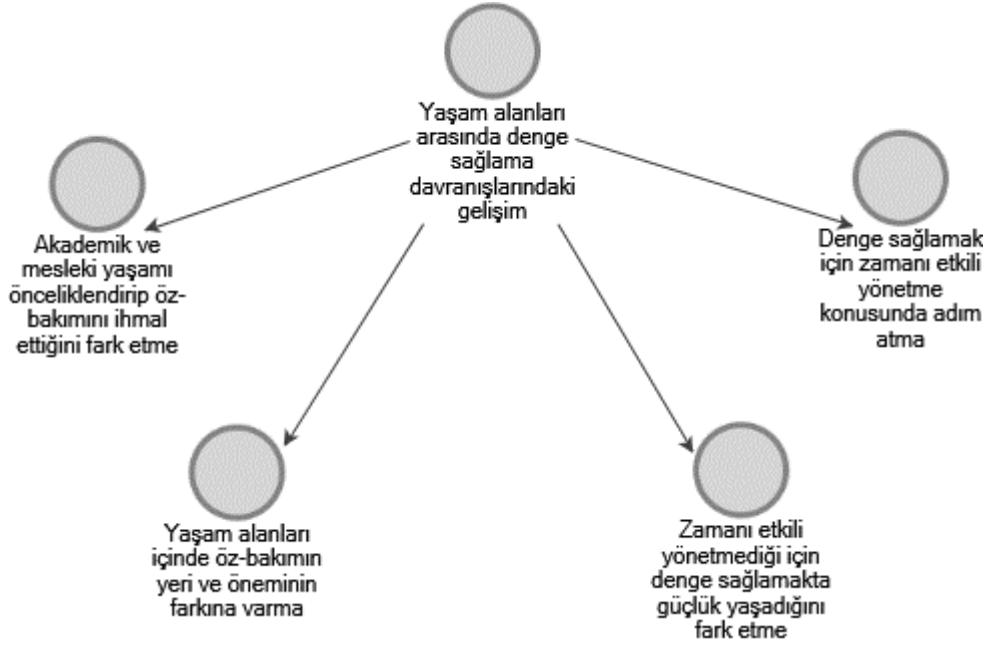 Yaşam alanları
arasında denge
sağlama
davranışlarındaki
gelişim
Akademik ve
mesleki yaşamı
önceliklendirip öz-
bakımını ihmal
ettiğini fark etme
Denge sağlamak
için zamanı etkili
yönetme
konusunda adım
atma
Yaşam alanları
içinde öz-bakımın
yeri ve öneminin
farkına varma
Zamanı etkili
yönetmediği için
denge sağlamakta
güçlük yaşadığını
fark etme